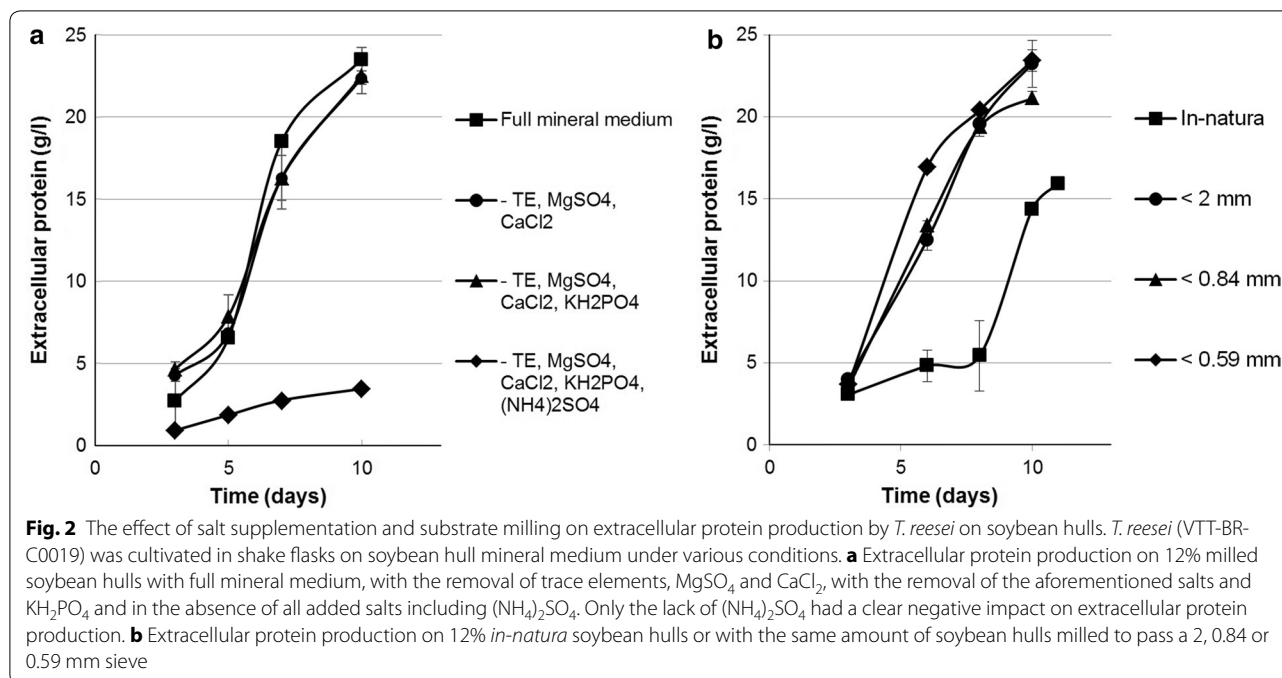 a
25
20
15
10
5
0
Extracellular protein (g/l)
0 5 10
Time (days)
Full mineral medium
- TE, MgSO4,
CaCl2
- TE, MgSO4,
CaCl2, KH2PO4
- TE, MgSO4,
CaCl2, KH2PO4,
(NH4)2SO4
b
25
20
15
10
5
0
Extracellular protein (g/l)
0 5 10
Time (days)
In-natura
< 2 mm
< 0.84 mm
< 0.59 mm
Fig. 2 The effect of salt supplementation and substrate milling on extracellular protein production by T. reesei on soybean hulls. T. reesei (VTT-BR-
C0019) was cultivated in shake flasks on soybean hull mineral medium under various conditions. a Extracellular protein production on 12% milled
soybean hulls with full mineral medium, with the removal of trace elements, MgSO₄ and CaCl₂, with the removal of the aforementioned salts and
KH₂PO₄ and in the absence of all added salts including (NH₄)₂SO₄. Only the lack of (NH₄)₂SO₄ had a clear negative impact on extracellular protein
production. b Extracellular protein production on 12% in-natura soybean hulls or with the same amount of soybean hulls milled to pass a 2, 0.84 or
0.59 mm sieve